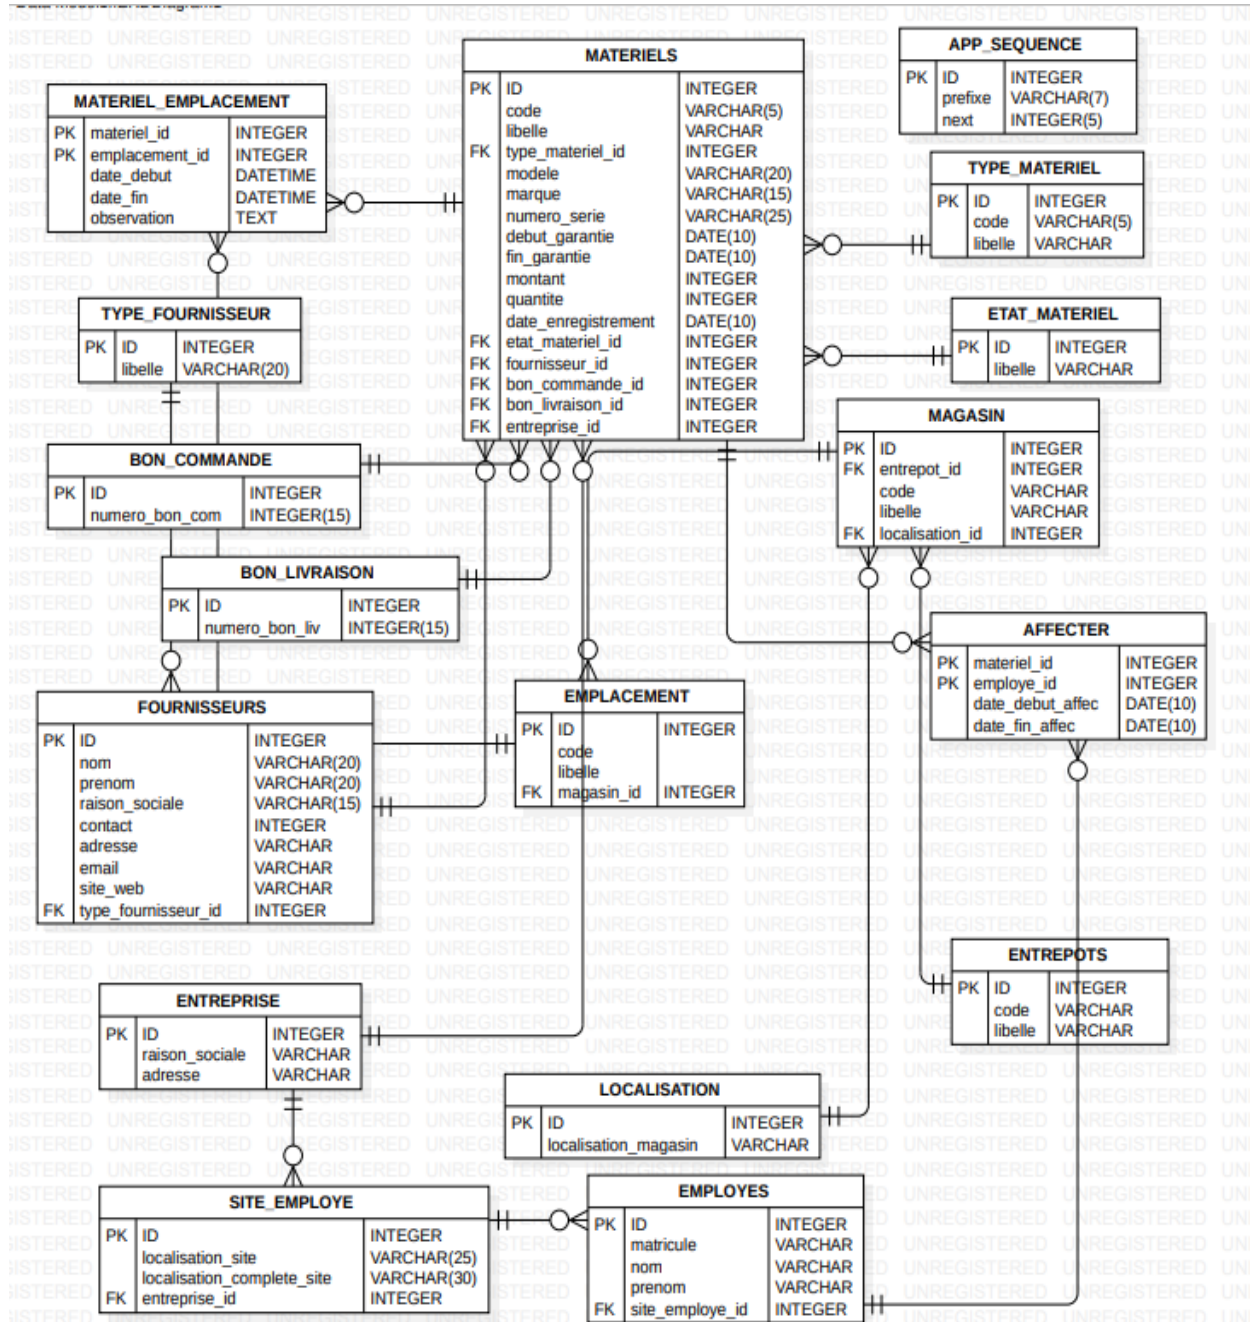 MATERIELS
PK ID INTEGER
code VARCHAR(5)
libelle VARCHAR
FK type_materiel_id INTEGER
modele VARCHAR(20)
marque VARCHAR(15)
numero_serie VARCHAR(25)
debut_garantie DATE(10)
fin_garantie DATE(10)
montant INTEGER
quantite INTEGER
date_enregistrement DATE(10)
FK etat_materiel_id INTEGER
FK fournisseur_id INTEGER
FK bon_commande_id INTEGER
FK bon_livraison_id INTEGER
FK entreprise_id INTEGER
APP_SEQUENCE
PK ID INTEGER
prefixe VARCHAR(7)
next INTEGER(5)
MATERIEL_EMPLACEMENT
PK materiel_id INTEGER
PK emplacement_id INTEGER
date_debut DATETIME
date_fin DATETIME
observation TEXT
TYPE_MATERIEL
PK ID INTEGER
code VARCHAR(5)
libelle VARCHAR
TYPE_FOURNISSEUR
PK ID INTEGER
libelle VARCHAR(20)
ETAT_MATERIEL
PK ID INTEGER
libelle VARCHAR
MAGASIN
PK ID INTEGER
FK entrepot_id INTEGER
code VARCHAR
libelle VARCHAR
FK localisation_id INTEGER
BON_COMMANDE
PK ID INTEGER
numero_bon_com INTEGER(15)
BON_LIVRAISON
PK ID INTEGER
numero_bon_liv INTEGER(15)
AFFECTER
PK materiel_id INTEGER
PK employe_id INTEGER
date_debut_affec DATE(10)
date_fin_affec DATE(10)
FOURNISSEURS
PK ID INTEGER
nom VARCHAR(20)
prenom VARCHAR(20)
raison_sociale VARCHAR(15)
contact INTEGER
adresse VARCHAR
email VARCHAR
site_web VARCHAR
FK type_fournisseur_id INTEGER
EMPLACEMENT
PK ID INTEGER
code
libelle
FK magasin_id INTEGER
ENTREPOTS
PK ID INTEGER
code VARCHAR
libelle VARCHAR
ENTREPRISE
PK ID INTEGER
raison_sociale VARCHAR
adresse VARCHAR
LOCALISATION
PK ID INTEGER
localisation_magasin VARCHAR
SITE_EMPLOYE
PK ID INTEGER
localisation_site VARCHAR(25)
localisation_complete_site VARCHAR(30)
FK entreprise_id INTEGER
EMPLOYES
PK ID INTEGER
matricule VARCHAR
nom VARCHAR
prenom VARCHAR
FK site_employe_id INTEGER
UNREGISTERED